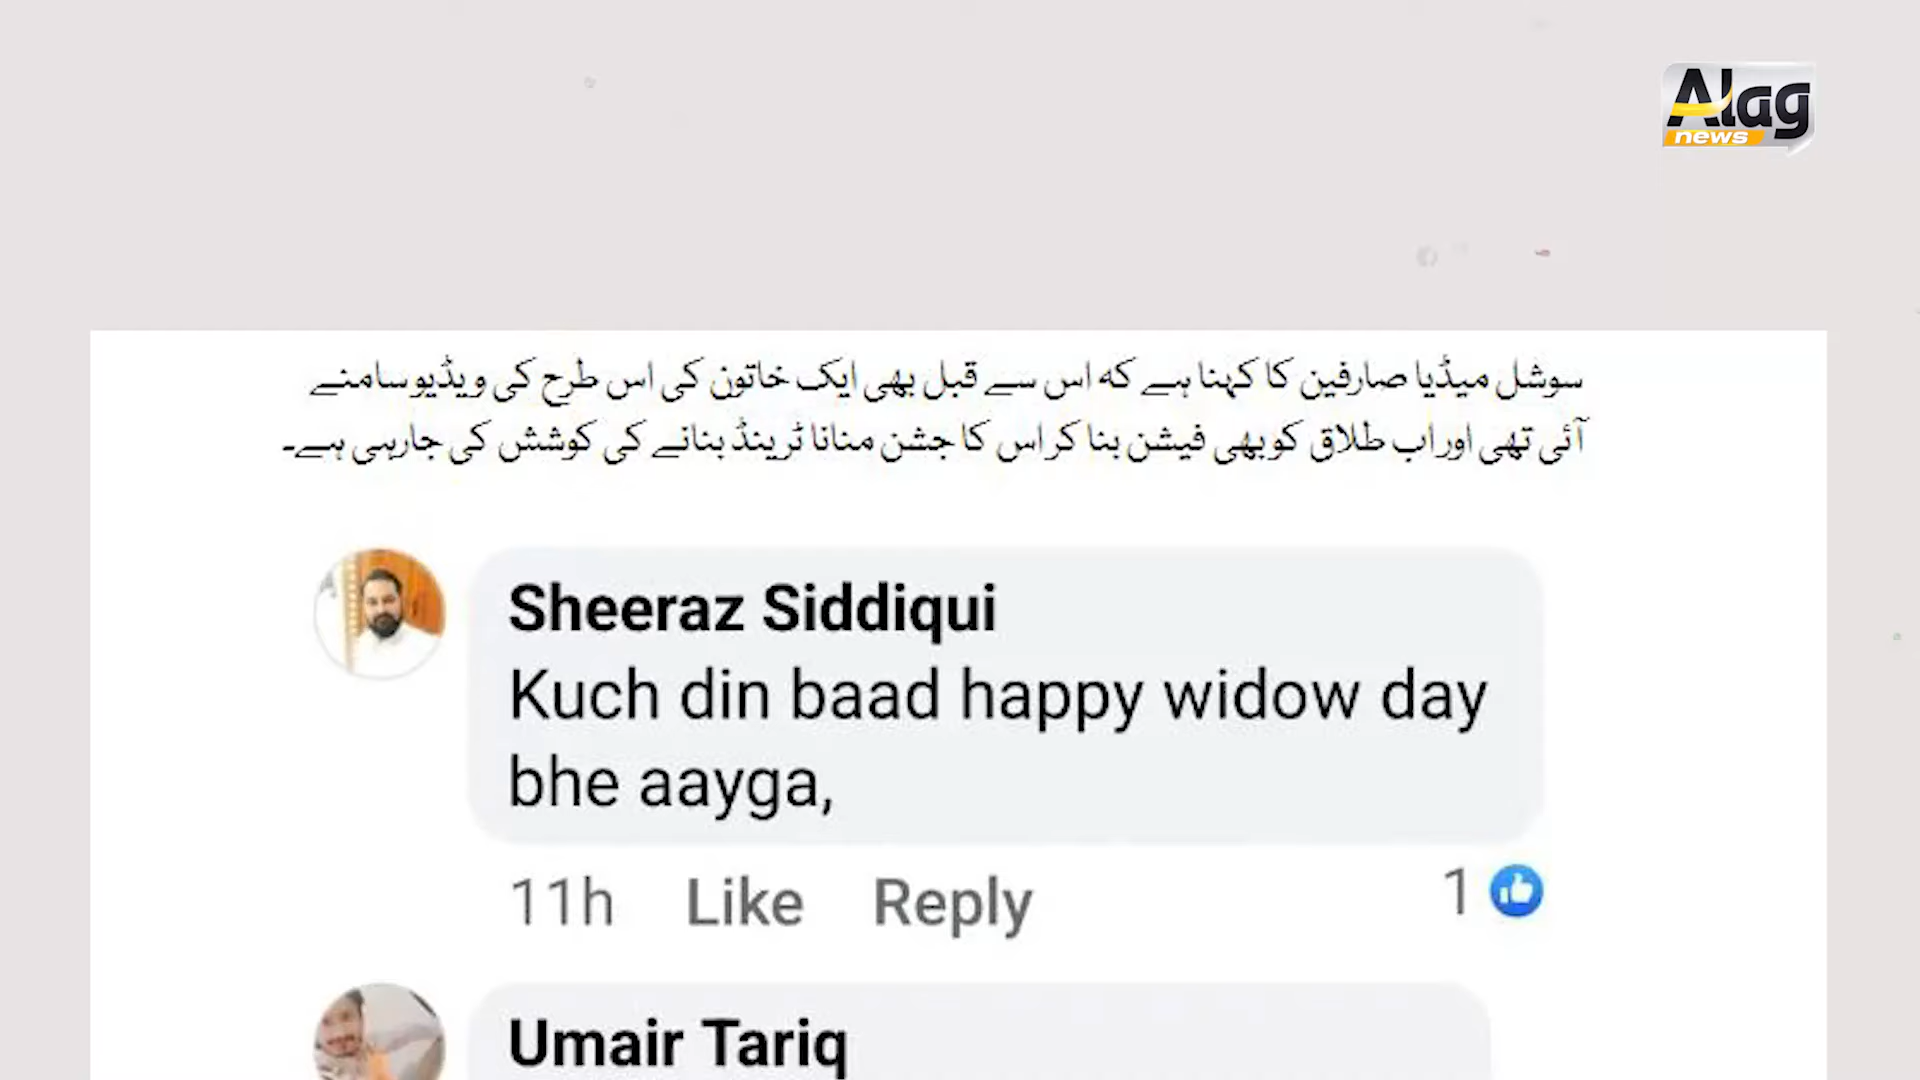 Alag
news
سوشل میڈیا صارفین کا کہنا ہے کہ اس سے قبل بھی ایک خاتون کی اس طرح کی ویڈیو سامنے
آئی تھی اور اب طلاق کو بھی فیشن بنا کر اس کا جشن منانا ٹرینڈ بنانے کی کوشش کی جارہی ہے۔
Sheeraz Siddiqui
Kuch din baad happy widow day
bhe aayga,
11h Like Reply 1
Umair Tariq